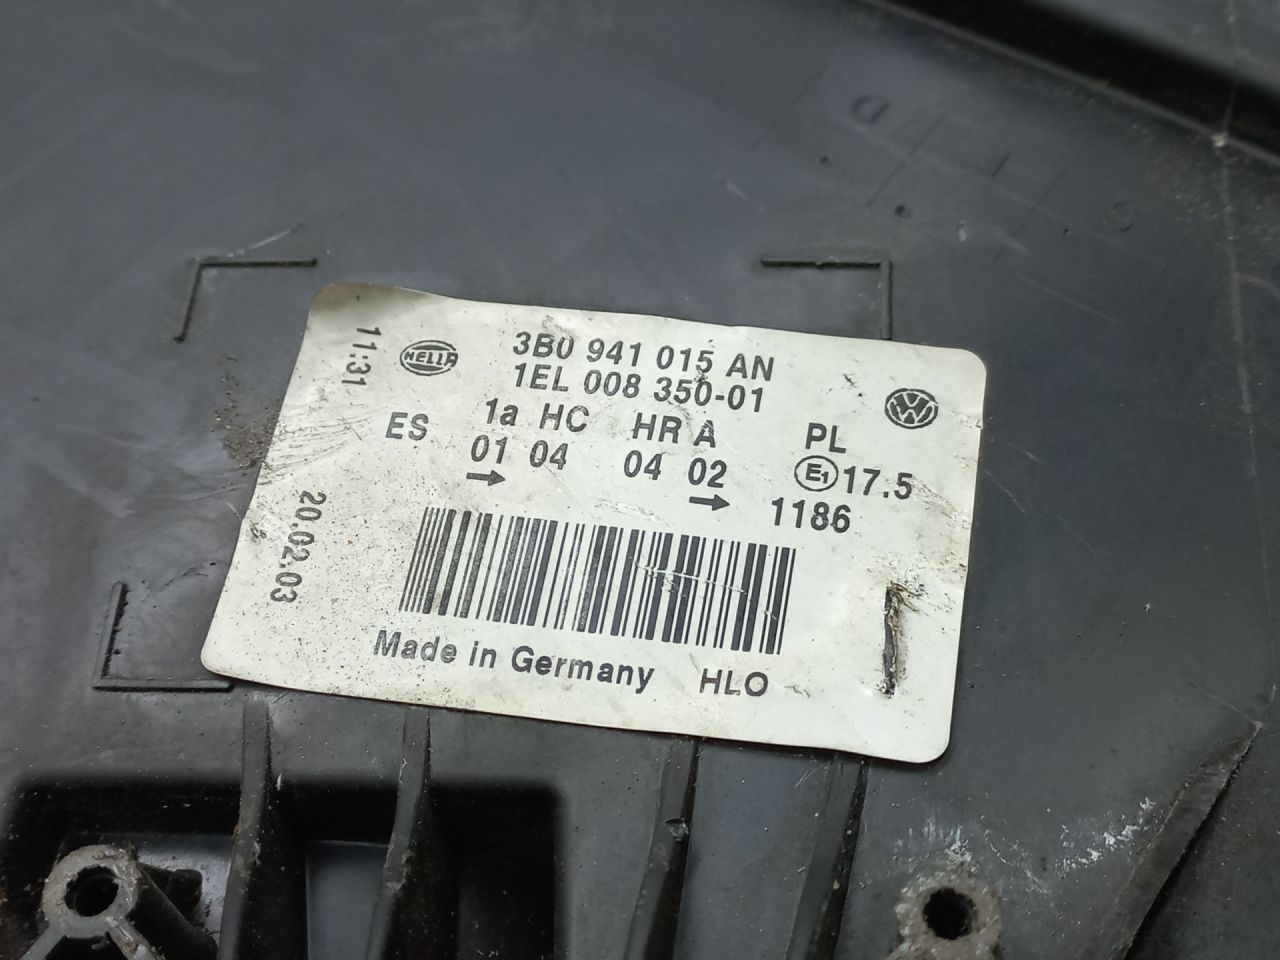 11:31
HELLA
3B0 941 015 AN
1EL 008 350-01
ES 1a HC HR A PL
01 04 04 02 E1 17.5
1186
20.02.03
Made in Germany HLO
D